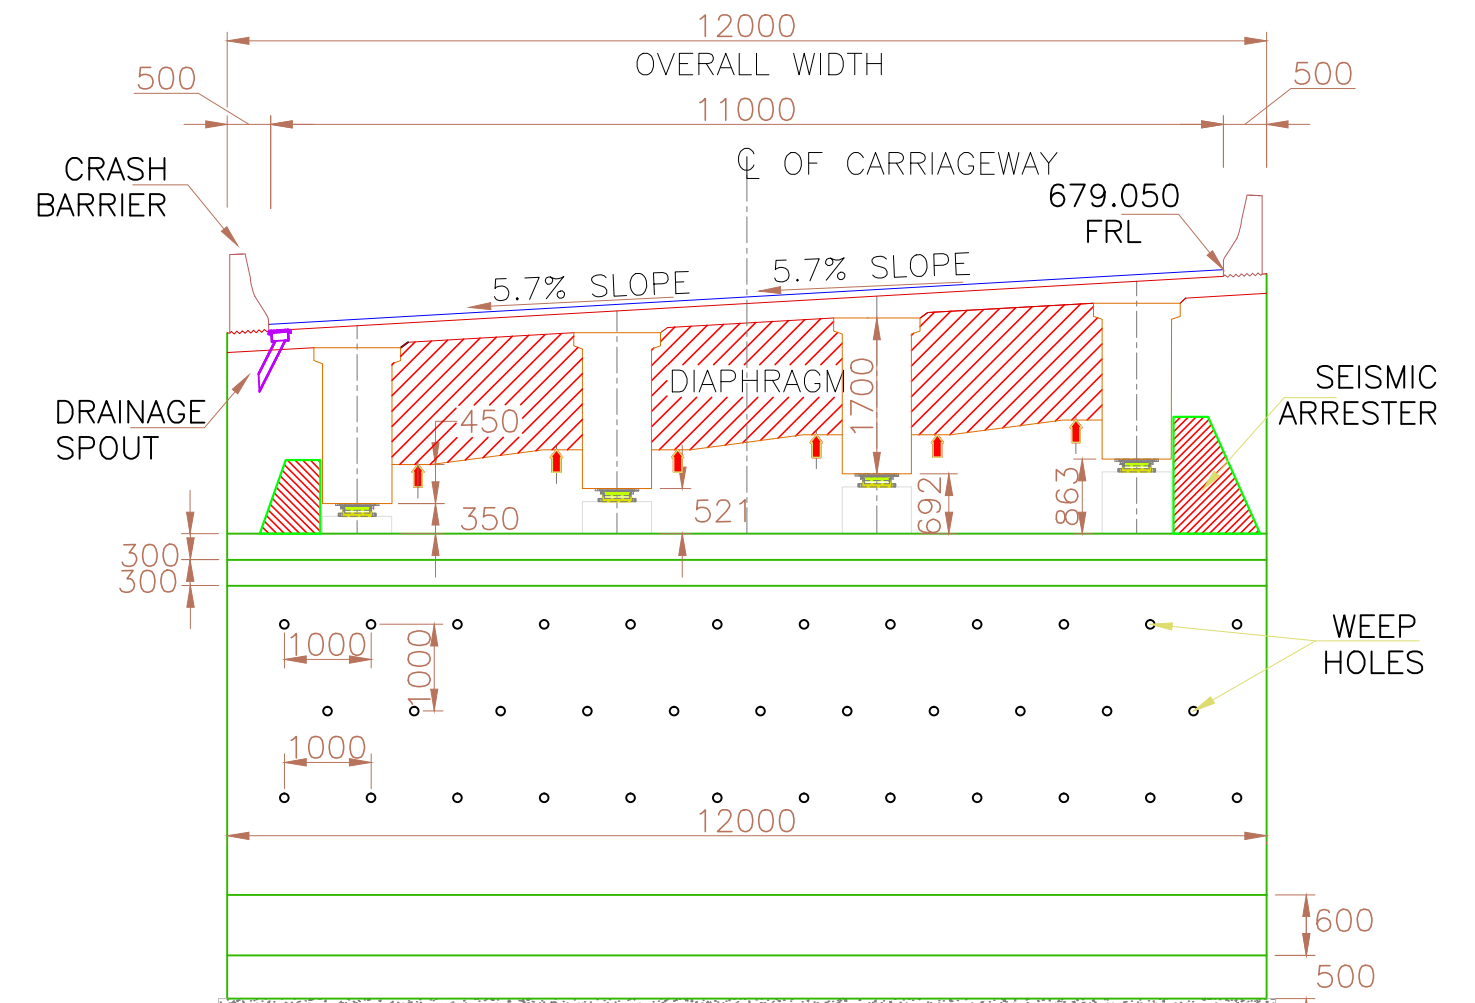 12000
OVERALL WIDTH
500
500
11000
℄ OF CARRIAGEWAY
CRASH
BARRIER
679.050
FRL
5.7% SLOPE
5.7% SLOPE
DIAPHRAGM
1700
SEISMIC
ARRESTER
DRAINAGE
SPOUT
450
350
521
692
863
300
300
1000
1000
WEEP
HOLES
1000
12000
600
500